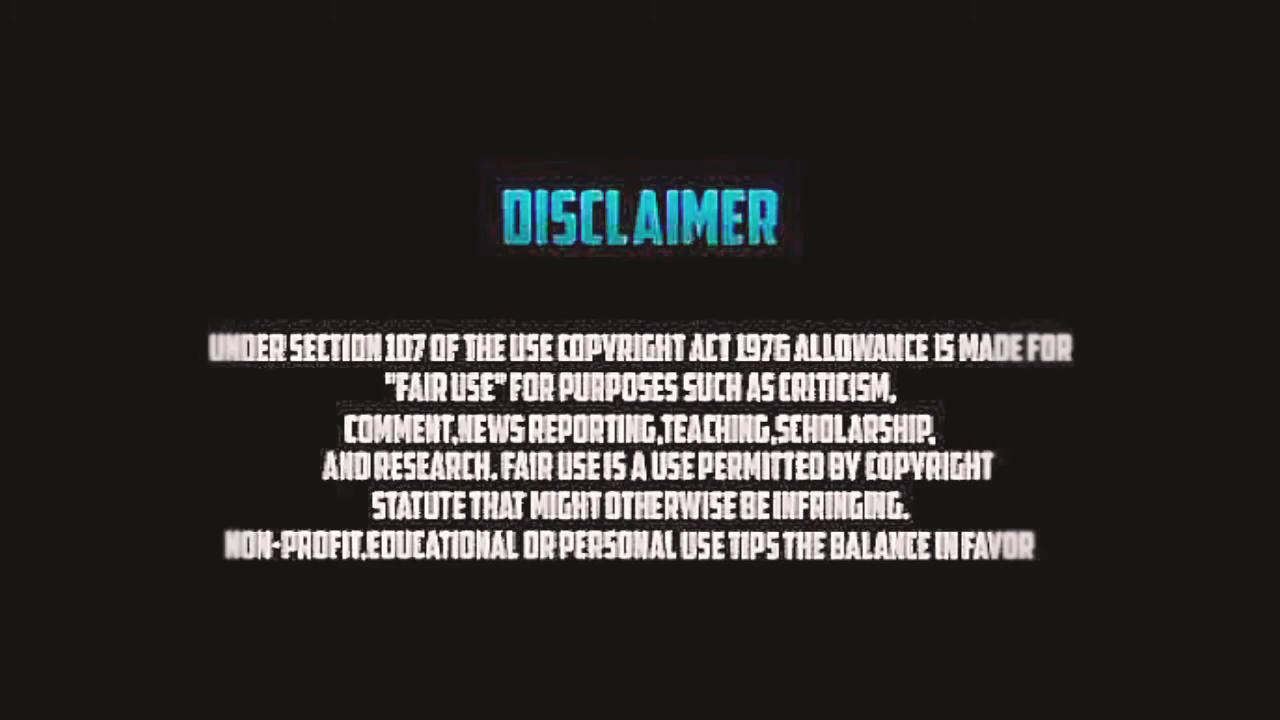 DISCLAIMER
UNDER SECTION 107 OF THE USE COPYRIGHT ACT 1976 ALLOWANCE IS MADE FOR
"FAIR USE" FOR PURPOSES SUCH AS CRITICISM,
COMMENT,NEWS REPORTING,TEACHING,SCHOLARSHIP,
AND RESEARCH. FAIR USE IS A USE PERMITTED BY COPYRIGHT
STATUTE THAT MIGHT OTHERWISE BE INFRINGING.
NON-PROFIT,EDUCATIONAL OR PERSONAL USE TIPS THE BALANCE IN FAVOR